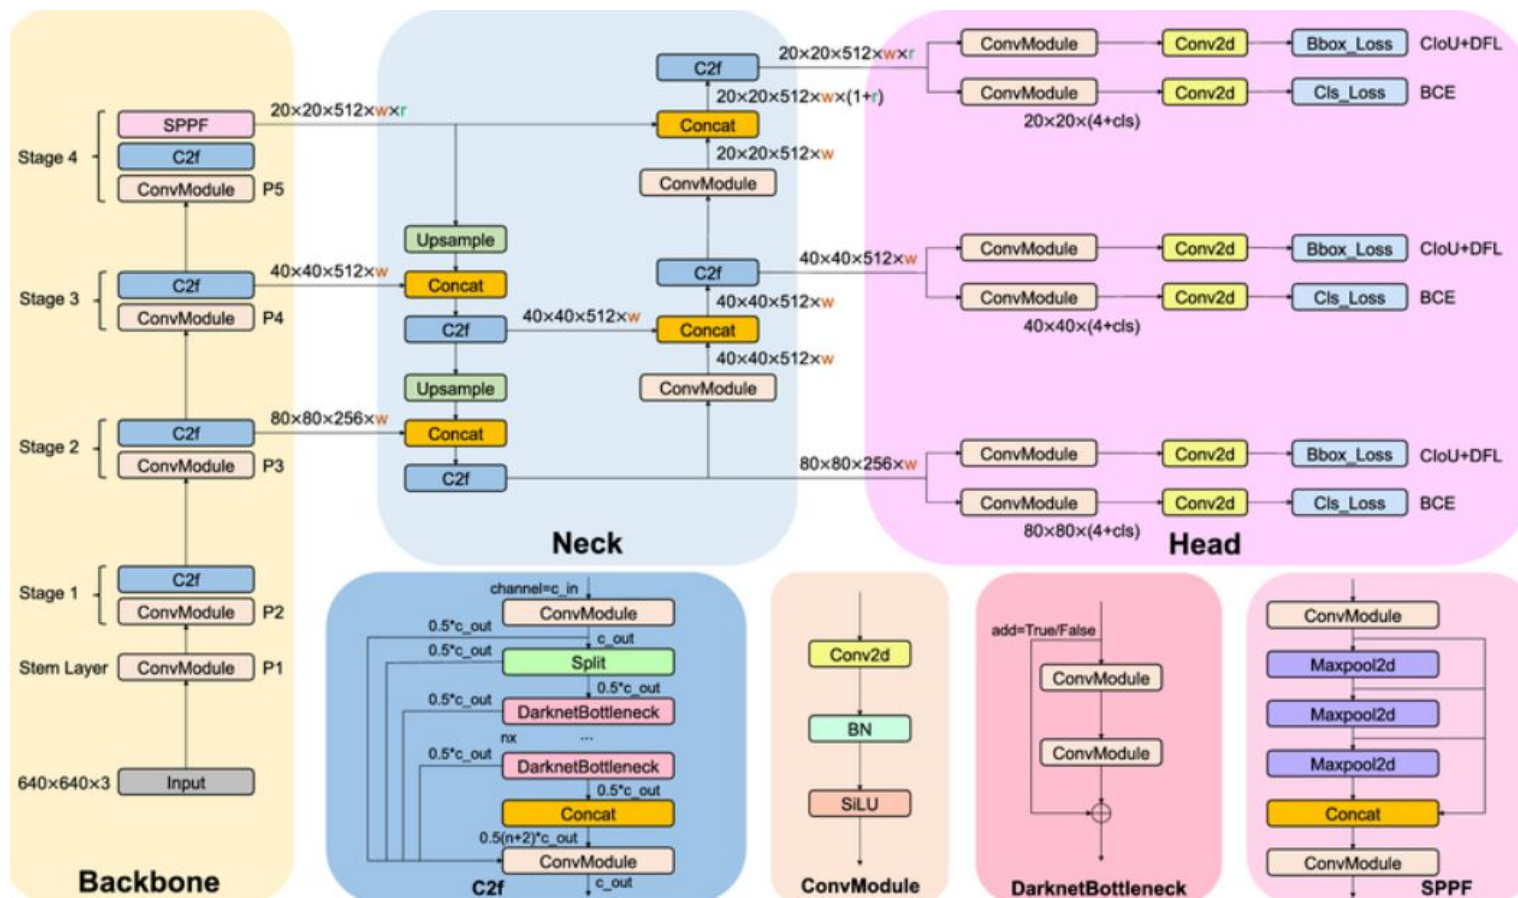 20×20×512×w×r
ConvModule
Conv2d
Bbox_Loss
CIoU+DFL
C2f
20×20×512×w×(1+r)
ConvModule
Conv2d
Cls_Loss
BCE
20×20×(4+cls)
Stage 4
SPPF
20×20×512×w×r
Concat
C2f
20×20×512×w
ConvModule
P5
ConvModule
Upsample
Stage 3
C2f
40×40×512×w
Concat
C2f
40×40×512×w
ConvModule
Conv2d
Bbox_Loss
CIoU+DFL
ConvModule
P4
C2f
40×40×512×w
Concat
40×40×512×w
40×40×512×w
ConvModule
Conv2d
Cls_Loss
BCE
40×40×(4+cls)
Upsample
ConvModule
Stage 2
C2f
80×80×256×w
Concat
ConvModule
P3
C2f
80×80×256×w
ConvModule
Conv2d
Bbox_Loss
CIoU+DFL
ConvModule
Conv2d
Cls_Loss
BCE
80×80×(4+cls)
Neck
Head
Stage 1
C2f
ConvModule
P2
Stem Layer
ConvModule
P1
640×640×3
Input
Backbone
channel=c_in
ConvModule
0.5*c_out
c_out
0.5*c_out
Split
0.5*c_out
0.5*c_out
DarknetBottleneck
nx
...
0.5*c_out
DarknetBottleneck
0.5*c_out
Concat
0.5(n+2)*c_out
ConvModule
C2f
c_out
Conv2d
BN
SiLU
ConvModule
add=True/False
ConvModule
ConvModule
DarknetBottleneck
ConvModule
Maxpool2d
Maxpool2d
Maxpool2d
Concat
ConvModule
SPPF